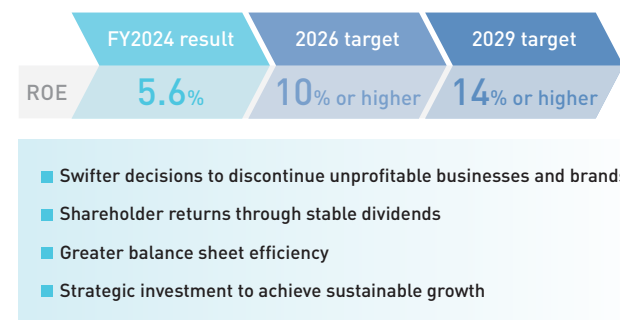 FY2024 result 2026 target 2029 target
ROE 5.6% 10% or higher 14% or higher
Swifter decisions to discontinue unprofitable businesses and brands
Shareholder returns through stable dividends
Greater balance sheet efficiency
Strategic investment to achieve sustainable growth